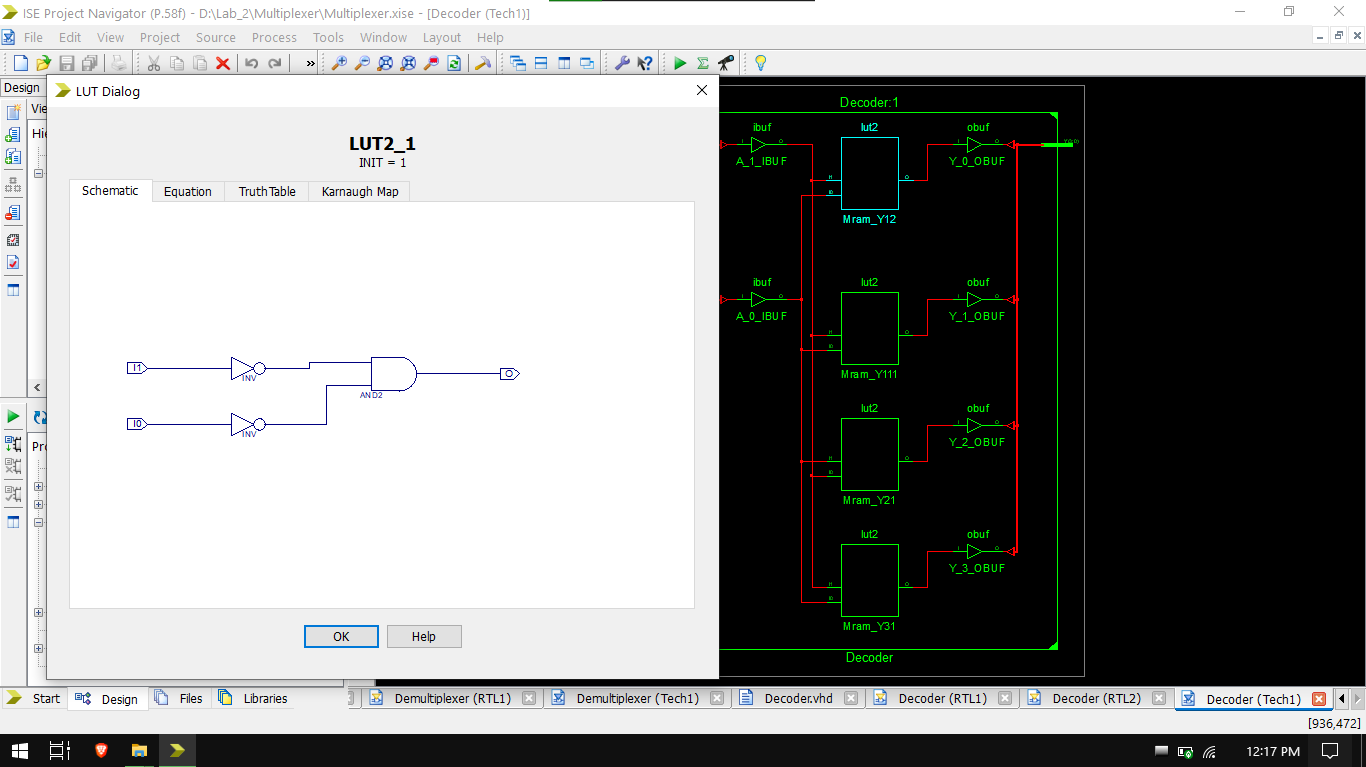 ISE Project Navigator (P.58f) - D:\Lab_2\Multiplexer\Multiplexer.xise - [Decoder (Tech1)]
File Edit View Project Source Process Tools Window Layout Help
»
Design
LUT Dialog
LUT2_1
INIT = 1
Schematic Equation TruthTable Karnaugh Map
I1
INV
AND2
O
I0
INV
OK Help
Decoder:1
ibuf lut2 obuf
A_1_IBUF Y_0_OBUF
Mram_Y12
ibuf lut2 obuf
A_0_IBUF Y_1_OBUF
Mram_Y111
lut2 obuf
Y_2_OBUF
Mram_Y21
lut2 obuf
Y_3_OBUF
Mram_Y31
Decoder
Start Design Files Libraries
Demultiplexer (RTL1) Demultiplexer (Tech1) Decoder.vhd Decoder (RTL1) Decoder (RTL2) Decoder (Tech1)
[936,472]
12:17 PM